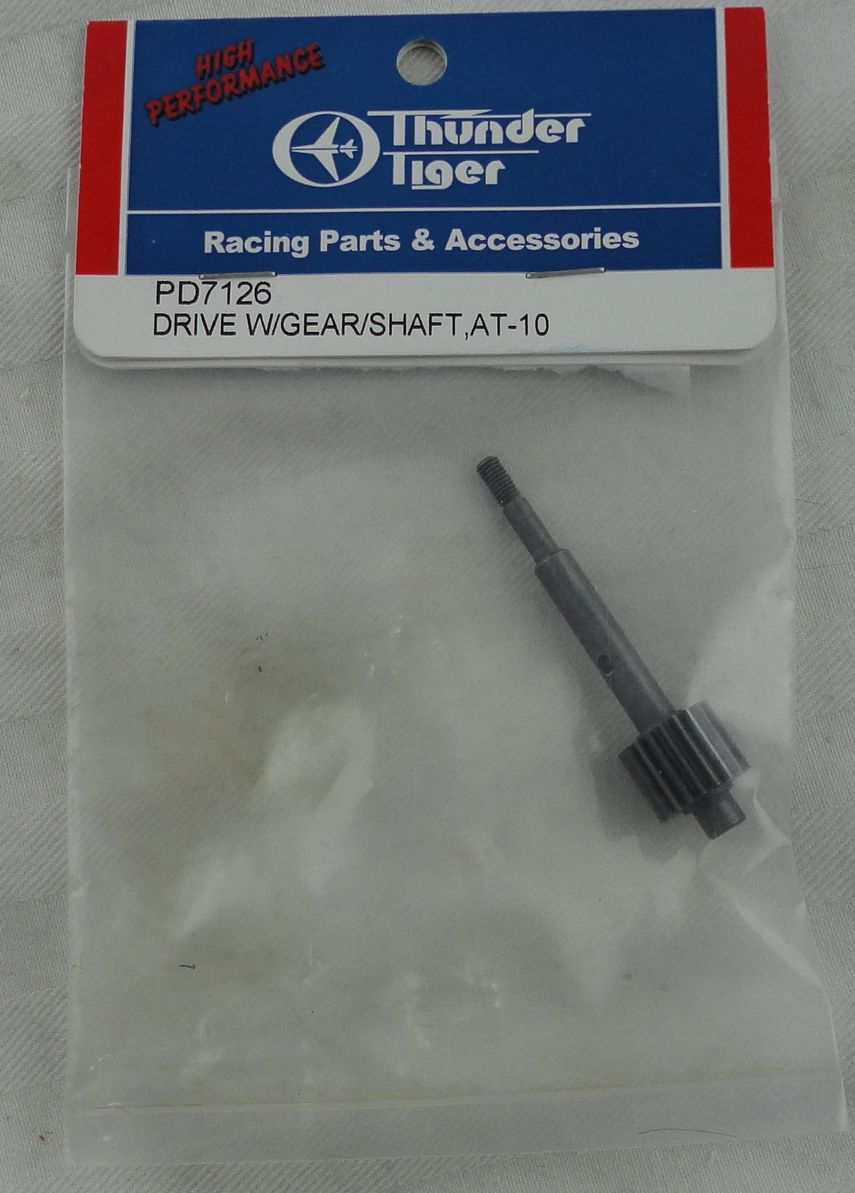 HIGH
PERFORMANCE
Thunder
Tiger
Racing Parts & Accessories
PD7126
DRIVE W/GEAR/SHAFT,AT-10